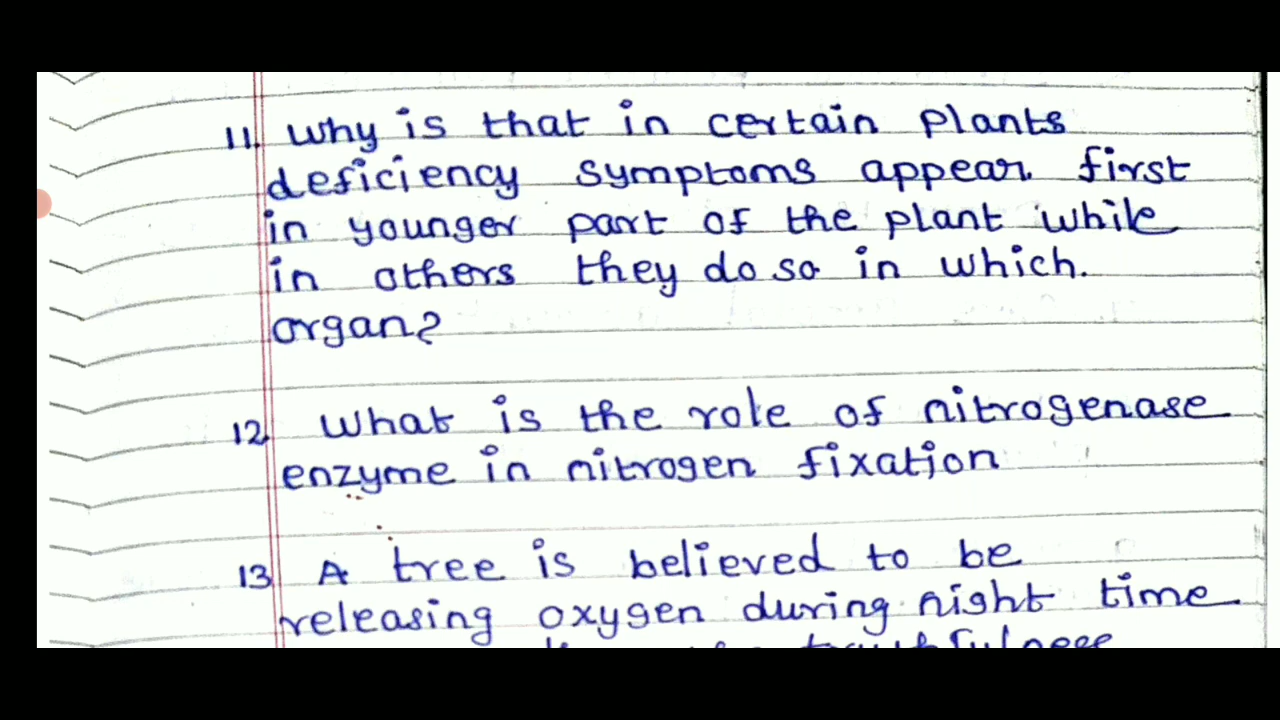 11. Why is that in certain plants
deficiency symptoms appear first
in younger part of the plant while
in others they do so in which.
organ?
12. What is the role of nitrogenase
enzyme in nitrogen fixation
13 A tree is believed to be
releasing oxygen during night time
truthfulness